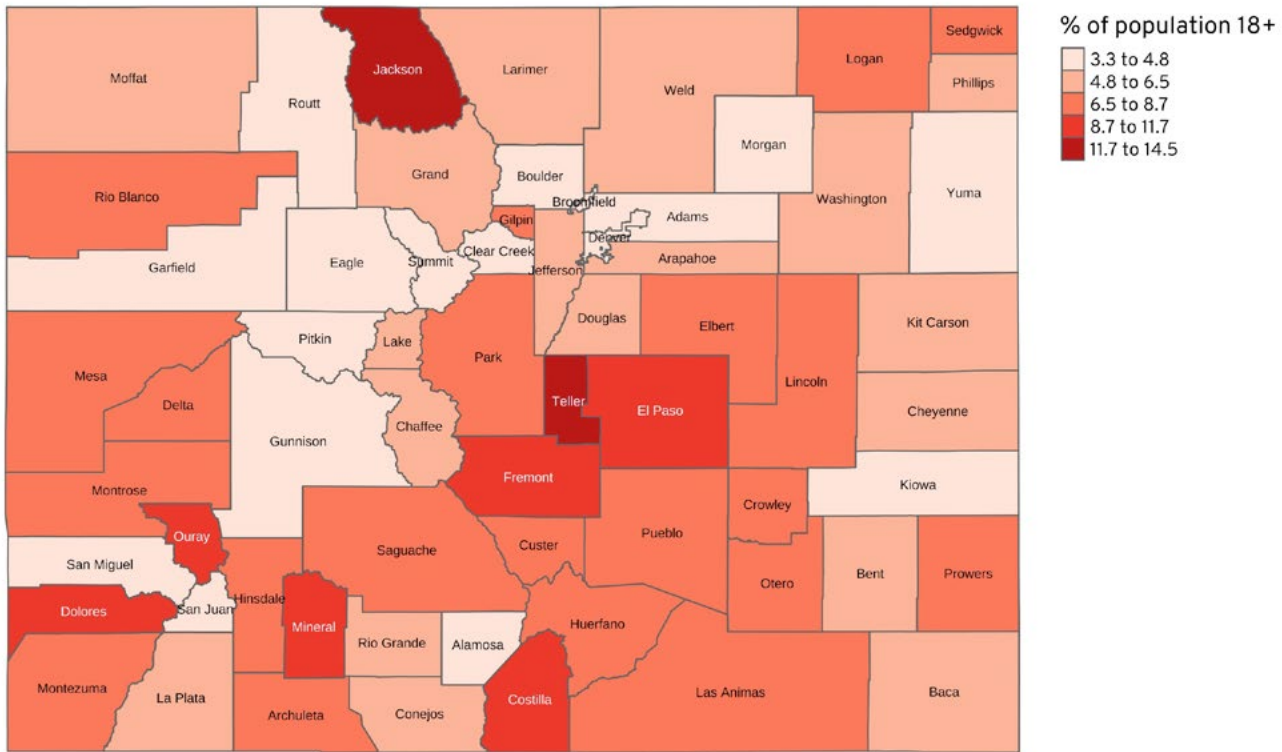 % of population 18+
3.3 to 4.8
4.8 to 6.5
6.5 to 8.7
8.7 to 11.7
11.7 to 14.5
Moffat
Routt
Jackson
Larimer
Weld
Logan
Sedgwick
Phillips
Morgan
Rio Blanco
Grand
Boulder
Washington
Yuma
Broomfield
Gilpin
Adams
Garfield
Eagle
Summit
Clear Creek
Denver
Jefferson
Arapahoe
Pitkin
Lake
Park
Douglas
Elbert
Lincoln
Kit Carson
Mesa
Delta
Gunnison
Chaffee
Teller
El Paso
Cheyenne
Montrose
Fremont
Crowley
Kiowa
Ouray
San Miguel
Saguache
Custer
Pueblo
Otero
Bent
Prowers
Dolores
San Juan
Hinsdale
Mineral
Rio Grande
Alamosa
Huerfano
Montezuma
La Plata
Archuleta
Conejos
Costilla
Las Animas
Baca